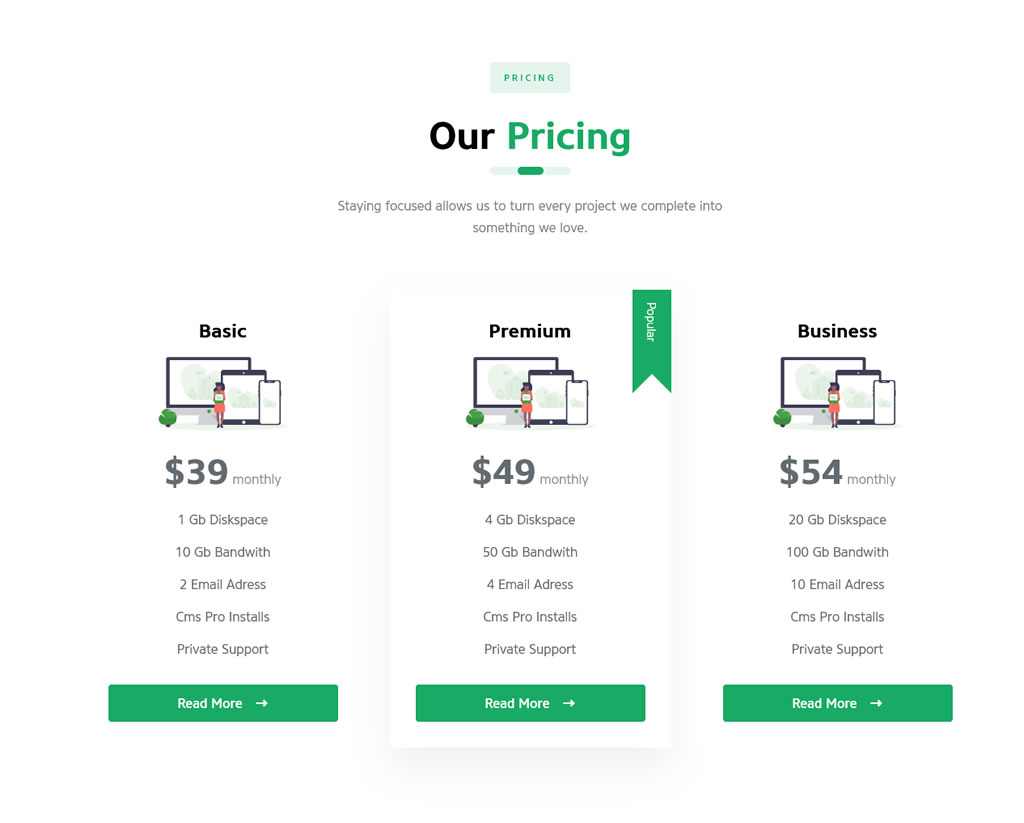 PRICING
Our Pricing
Staying focused allows us to turn every project we complete into
something we love.
Basic
$39 monthly
1 Gb Diskspace
10 Gb Bandwith
2 Email Adress
Cms Pro Installs
Private Support
Read More →
Popular
Premium
$49 monthly
4 Gb Diskspace
50 Gb Bandwith
4 Email Adress
Cms Pro Installs
Private Support
Read More →
Business
$54 monthly
20 Gb Diskspace
100 Gb Bandwith
10 Email Adress
Cms Pro Installs
Private Support
Read More →